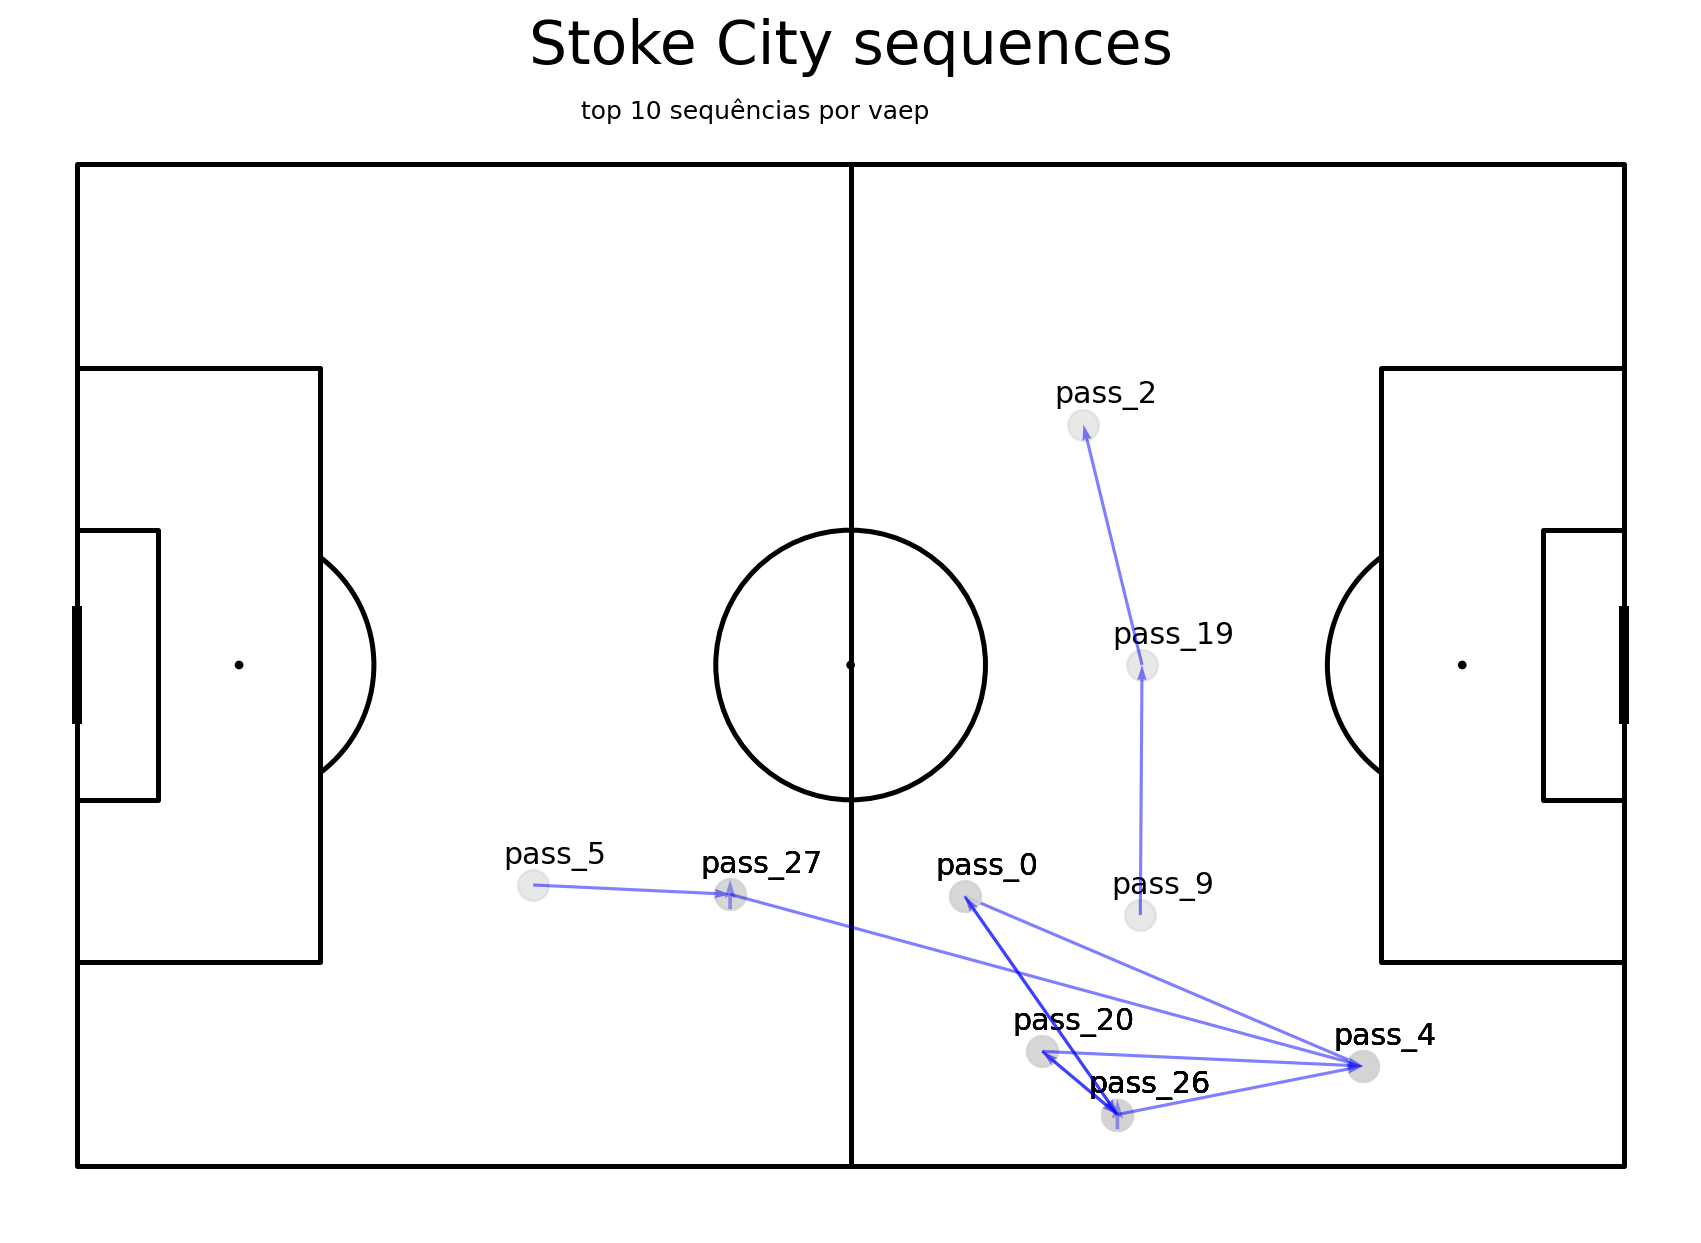 Stoke City sequences
top 10 sequências por vaep
pass_2
pass_19
pass_5
pass_27
pass_0
pass_9
pass_20
pass_4
pass_26